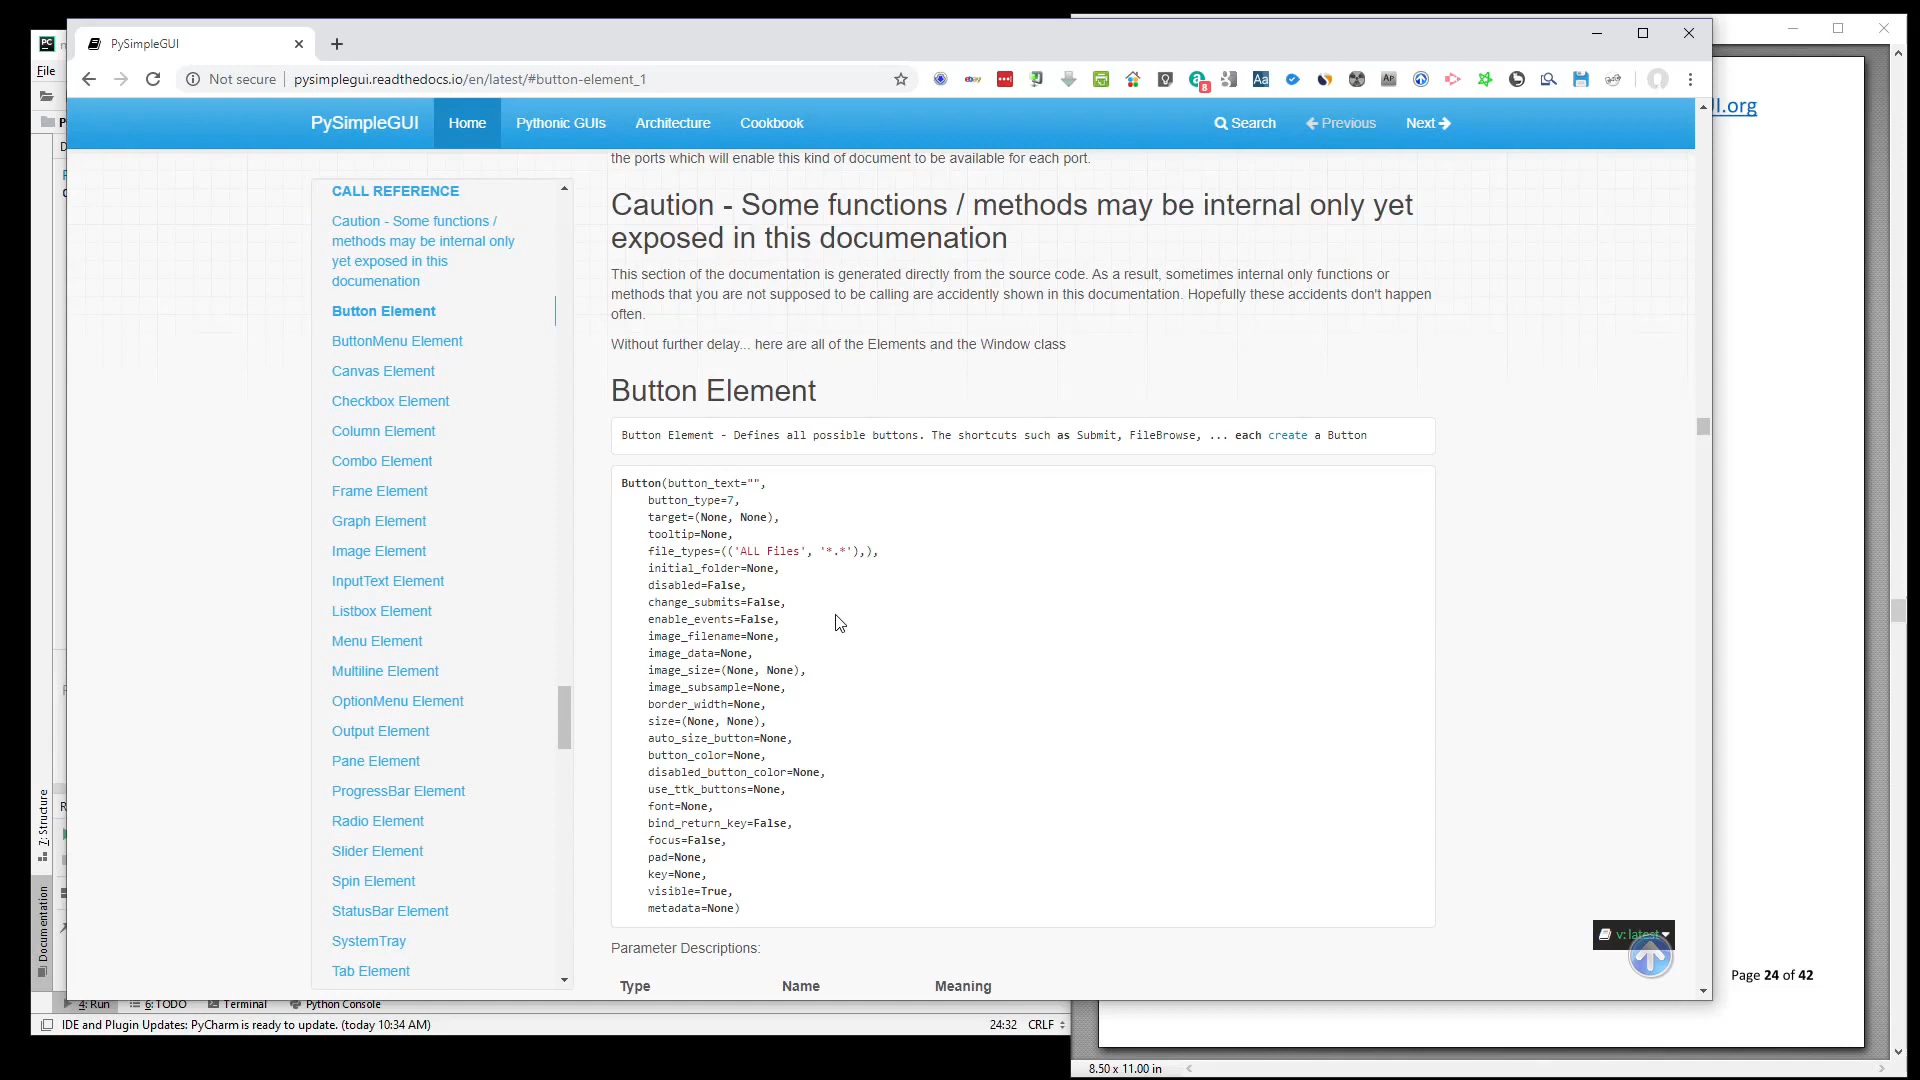 PySimpleGUI
Not secure
pysimplegui.readthedocs.io/en/latest/#button-element_1
File
PySimpleGUI
Home
Pythonic GUIs
Architecture
Cookbook
Search
Previous
Next
the ports which will enable this kind of document to be available for each port.
CALL REFERENCE
Caution - Some functions /
methods may be internal only
yet exposed in this
documenation
Button Element
ButtonMenu Element
Canvas Element
Checkbox Element
Column Element
Combo Element
Frame Element
Graph Element
Image Element
InputText Element
Listbox Element
Menu Element
Multiline Element
OptionMenu Element
Output Element
Pane Element
ProgressBar Element
Radio Element
Slider Element
Spin Element
StatusBar Element
SystemTray
Tab Element
Caution - Some functions / methods may be internal only yet
exposed in this documenation
This section of the documentation is generated directly from the source code. As a result, sometimes internal only functions or
methods that you are not supposed to be calling are accidently shown in this documentation. Hopefully these accidents don't happen
often.
Without further delay... here are all of the Elements and the Window class
Button Element
Button Element - Defines all possible buttons. The shortcuts such as Submit, FileBrowse, ... each create a Button
Button(button_text="",
button_type=7,
target=(None, None),
tooltip=None,
file_types=(('ALL Files', '*.*'),),
initial_folder=None,
disabled=False,
change_submits=False,
enable_events=False,
image_filename=None,
image_data=None,
image_size=(None, None),
image_subsample=None,
border_width=None,
size=(None, None),
auto_size_button=None,
button_color=None,
disabled_button_color=None,
use_ttk_buttons=None,
font=None,
bind_return_key=False,
focus=False,
pad=None,
key=None,
visible=True,
metadata=None)
Parameter Descriptions:
Type Name Meaning
v: latest
I.org
Page 24 of 42
7: Structure
Documentation
4: Run
6: TODO
Terminal
Python Console
IDE and Plugin Updates: PyCharm is ready to update. (today 10:34 AM)
24:32
CRLF
8.50 x 11.00 in